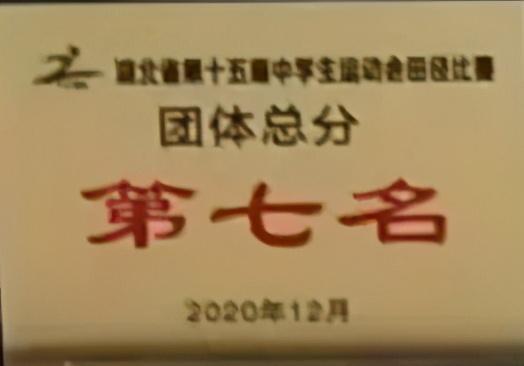 湖北省第十五届中学生运动会田径比赛
团体总分
第七名
2020年12月